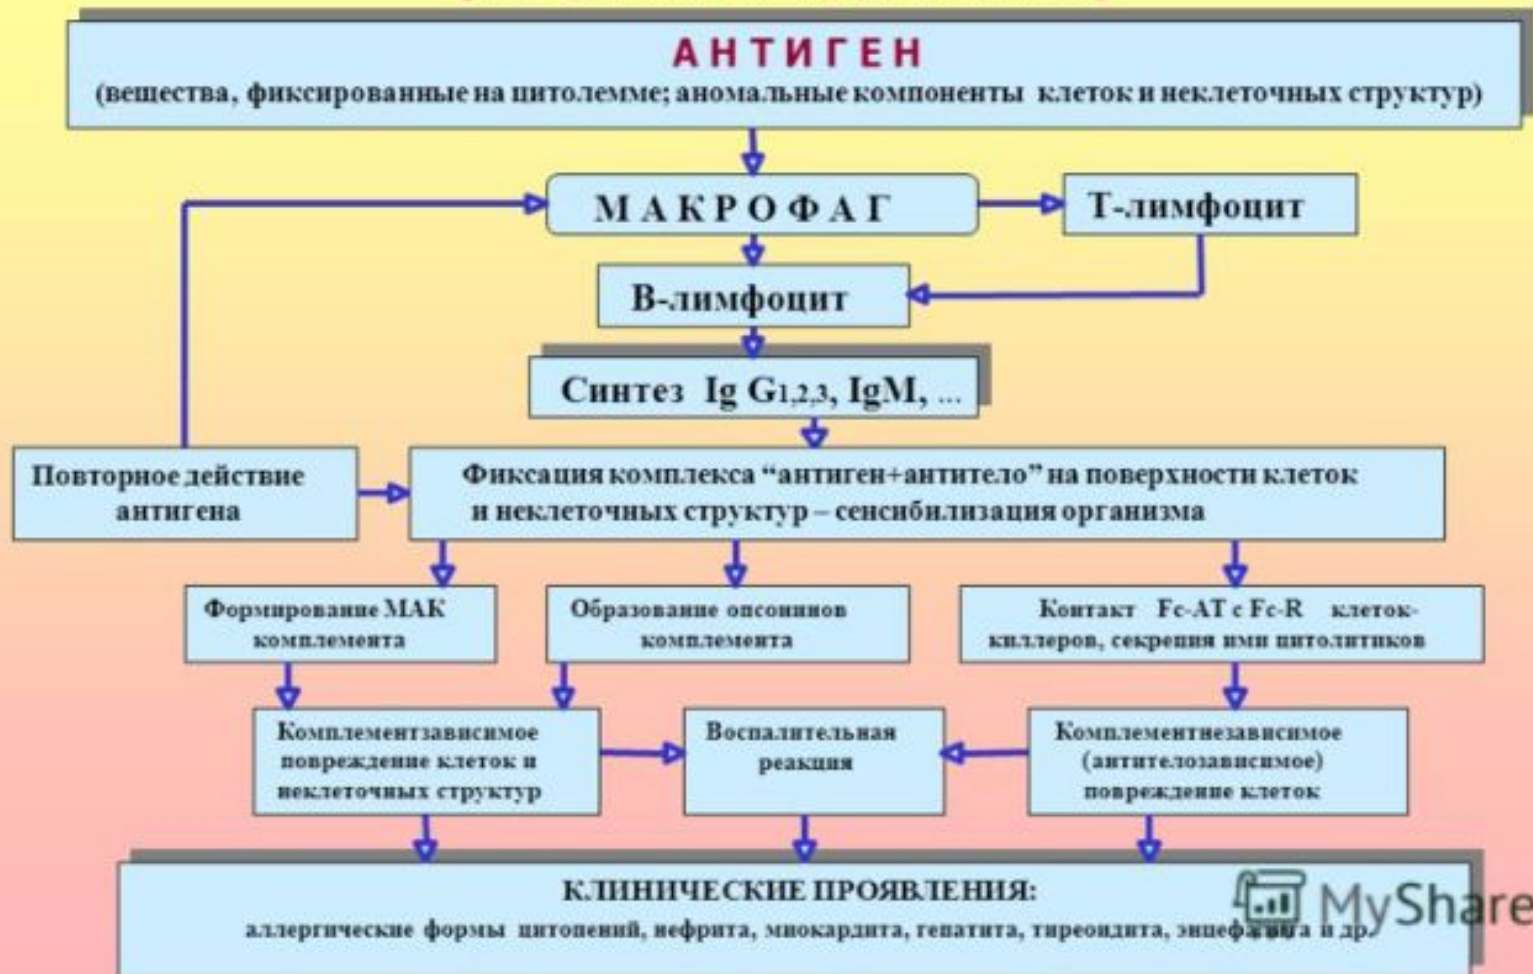 АНТИГЕН
(вещества, фиксированные на цитолемме; аномальные компоненты клеток и неклеточных структур)
МАКРОФАГ
Т-лимфоцит
В-лимфоцит
Синтез Ig G1,2,3, IgM, ...
Повторное действие
антигена
Фиксация комплекса “антиген+антитело” на поверхности клеток
и неклеточных структур – сенсибилизация организма
Формирование МАК
комплемента
Образование опсонинов
комплемента
Контакт Fc-АТ с Fc-R клеток-
киллеров, секреция ими цитолитиков
Комплементзависимое
повреждение клеток и
неклеточных структур
Воспалительная
реакция
Комплементнезависимое
(антителозависимое)
повреждение клеток
КЛИНИЧЕСКИЕ ПРОЯВЛЕНИЯ:
аллергические формы цитопений, нефрита, миокардита, гепатита, тиреоидита, энцефалита и др.
MyShare